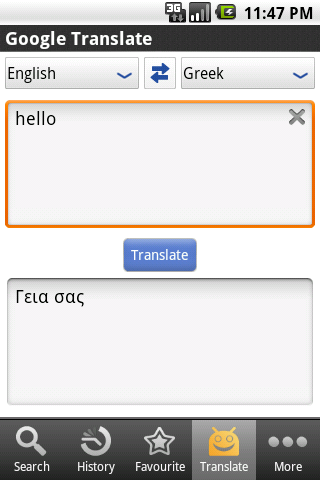 3G 11:47 PM
Google Translate
English Greek
hello
Translate
Γεια σας
Search History Favourite Translate More